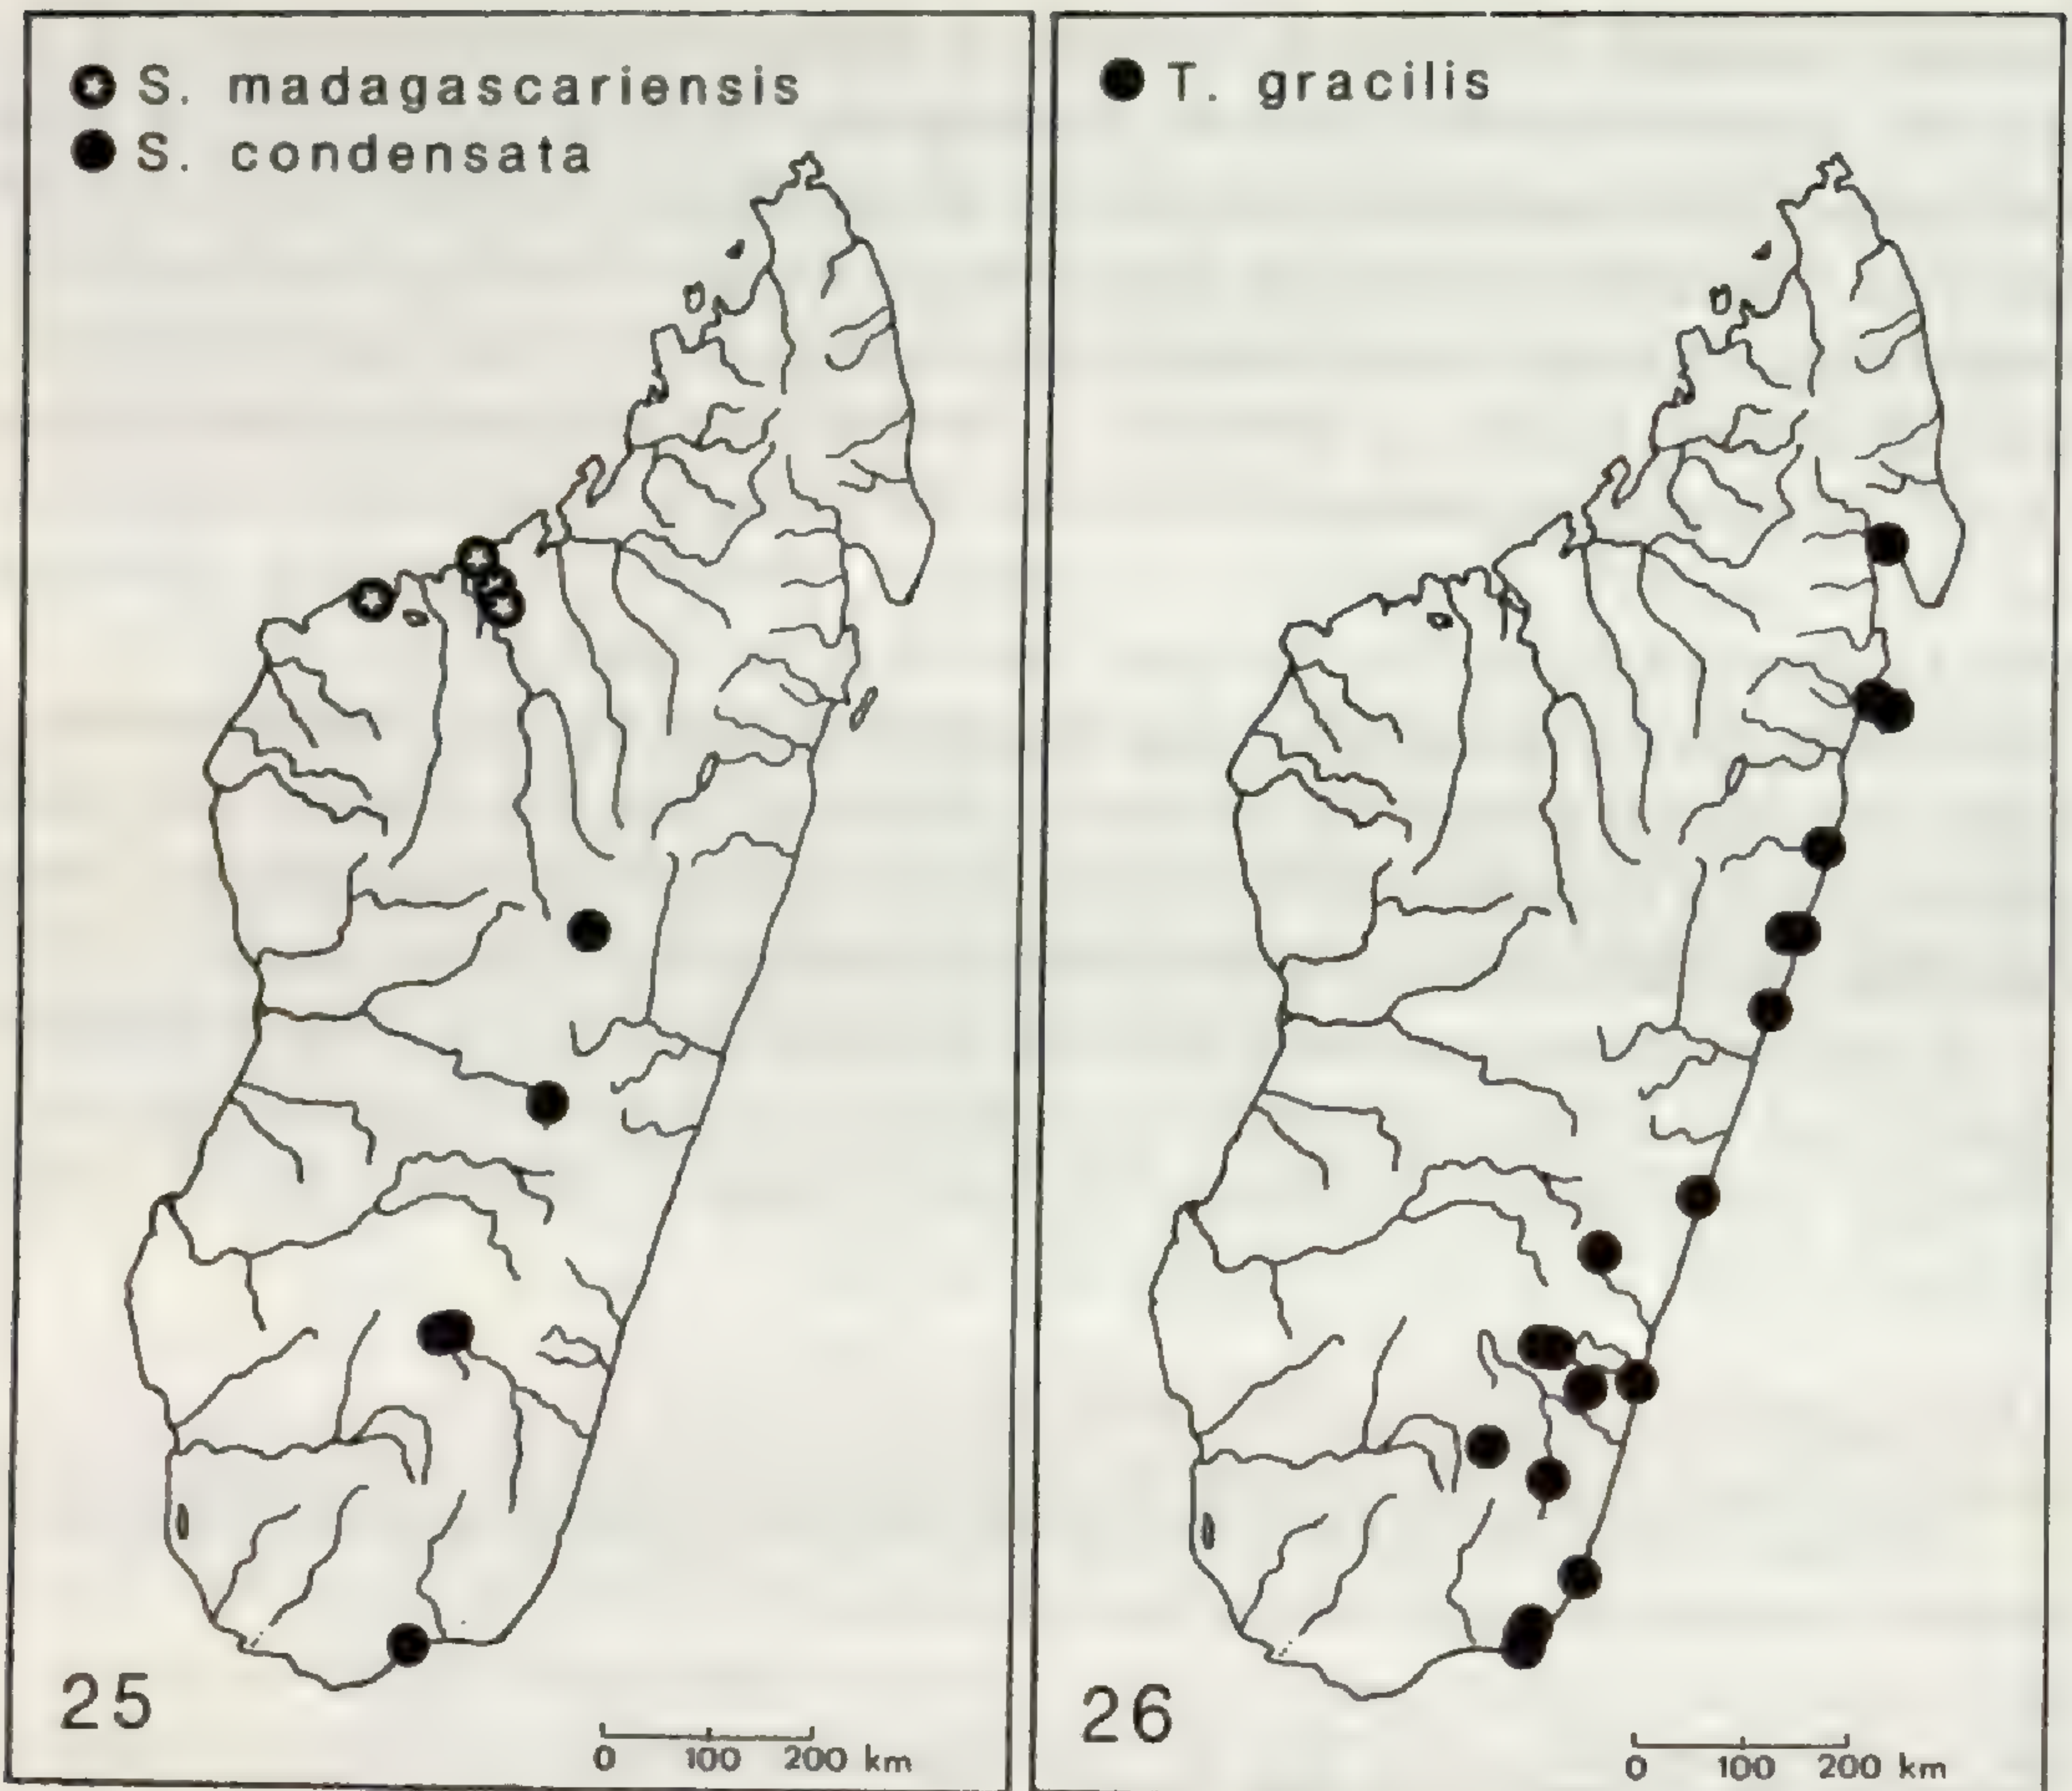 S. madagascariensis
S. condensata
25
0 100 200 km
T. gracilis
26
0 100 200 km